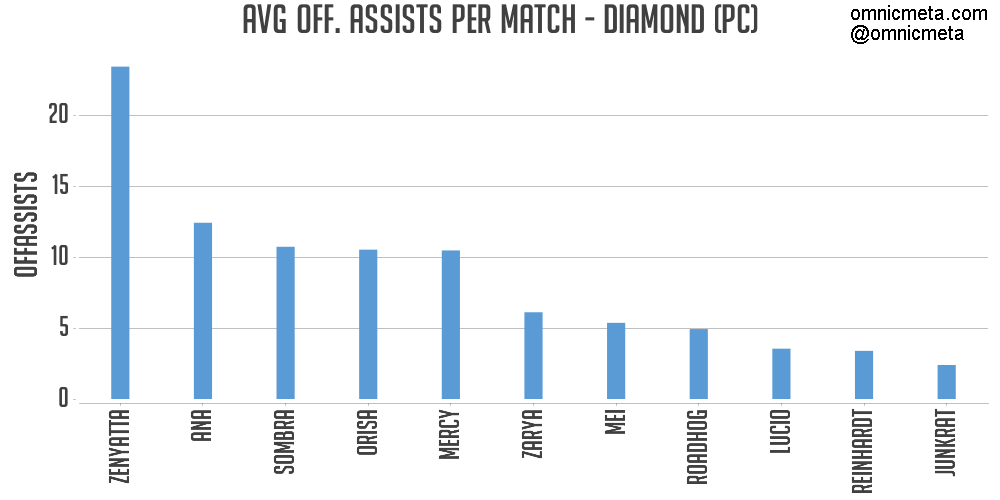 AVG OFF. ASSISTS PER MATCH - DIAMOND (PC)
omnicmeta.com
@omnicmeta
OFFASSISTS
20
15
10
5
0
ZENYATTA
ANA
SOMBRA
ORISA
MERCY
ZARYA
MEI
ROADHOG
LUCIO
REINHARDT
JUNKRAT